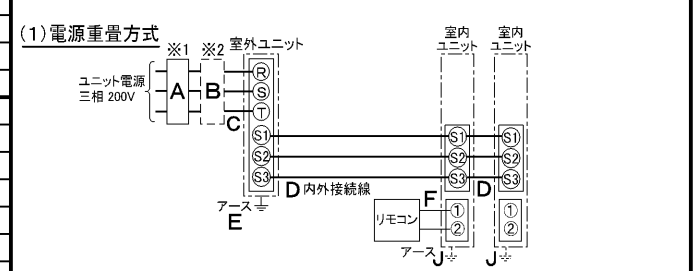 (1)電源重畳方式
※1 ※2 室外ユニット
室内
ユニット
室内
ユニット
ユニット電源
三相 200V
A
B
C
R
S
T
S1
S2
S3
S1
S2
S3
S1
S2
S3
D 内外接続線
D
アース
E
リモコン
F
①
②
①
②
アース
J
J